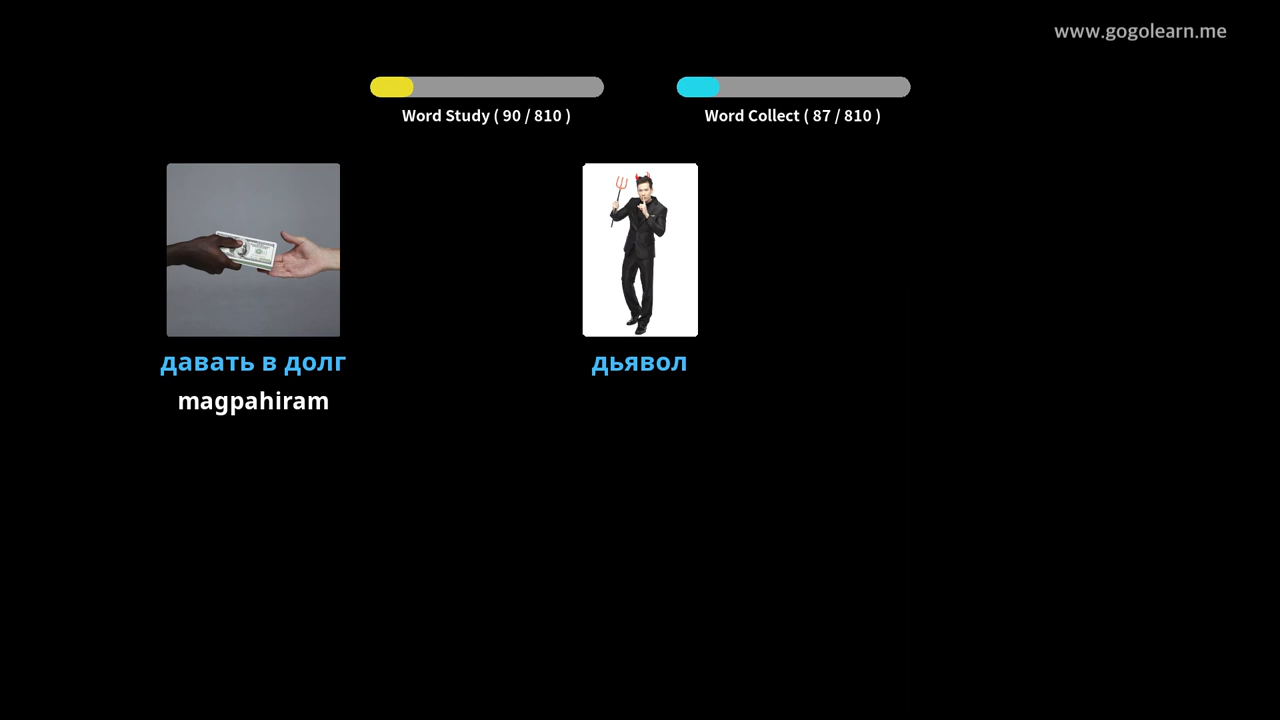 www.gogolearn.me
Word Study ( 90 / 810 )
Word Collect ( 87 / 810 )
давать в долг
magpahiram
дьявол